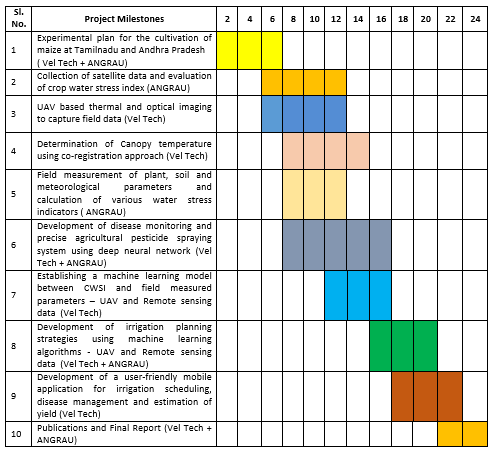 Sl. No. Project Milestones 2 4 6 8 10 12 14 16 18 20 22 24
1 Experimental plan for the cultivation of
maize at Tamilnadu and Andhra Pradesh
( Vel Tech + ANGRAU)
2 Collection of satellite data and evaluation
of crop water stress index (ANGRAU)
3 UAV based thermal and optical imaging
to capture field data (Vel Tech)
4 Determination of Canopy temperature
using co-registration approach (Vel Tech)
5 Field measurement of plant, soil and
meteorological parameters and
calculation of various water stress
indicators ( ANGRAU)
6 Development of disease monitoring and
precise agricultural pesticide spraying
system using deep neural network (Vel
Tech + ANGRAU)
7 Establishing a machine learning model
between CWSI and field measured
parameters – UAV and Remote sensing
data (Vel Tech)
8 Development of irrigation planning
strategies using machine learning
algorithms - UAV and Remote sensing
data (Vel Tech + ANGRAU)
9 Development of a user-friendly mobile
application for irrigation scheduling,
disease management and estimation of
yield (Vel Tech)
10 Publications and Final Report (Vel Tech +
ANGRAU)